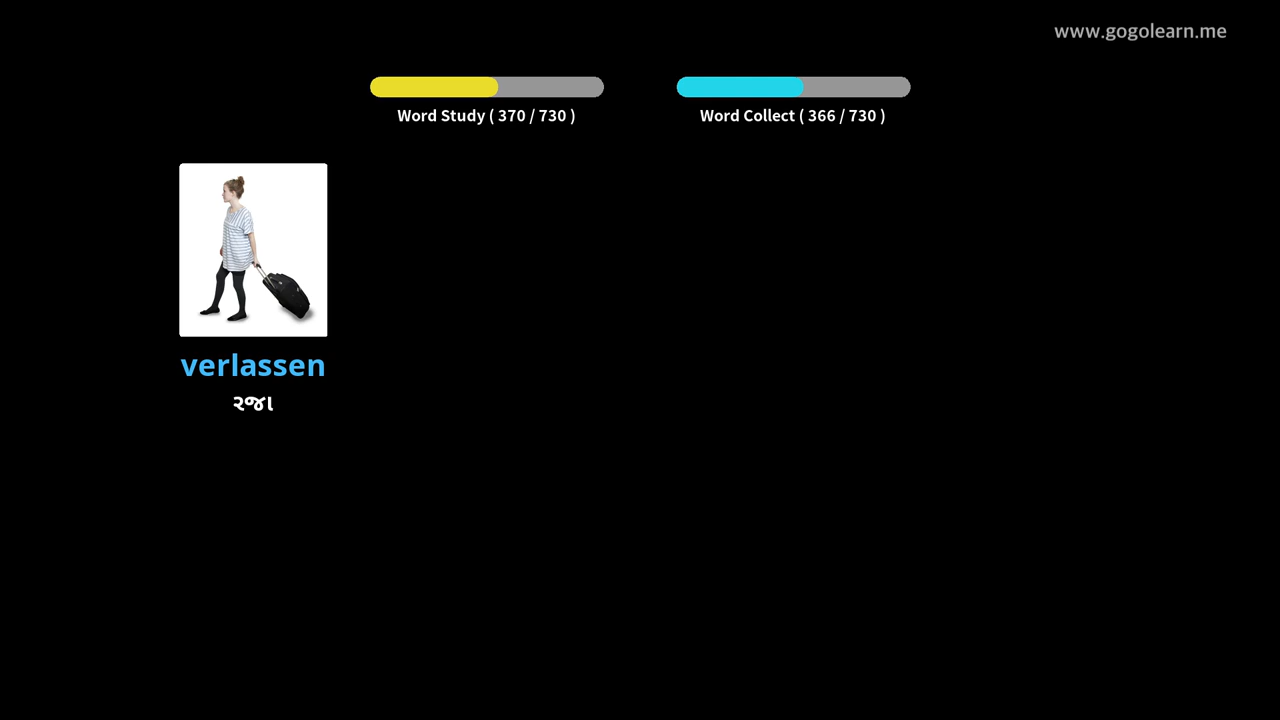 www.gogolearn.me
Word Study ( 370 / 730 )
Word Collect ( 366 / 730 )
verlassen
રજા